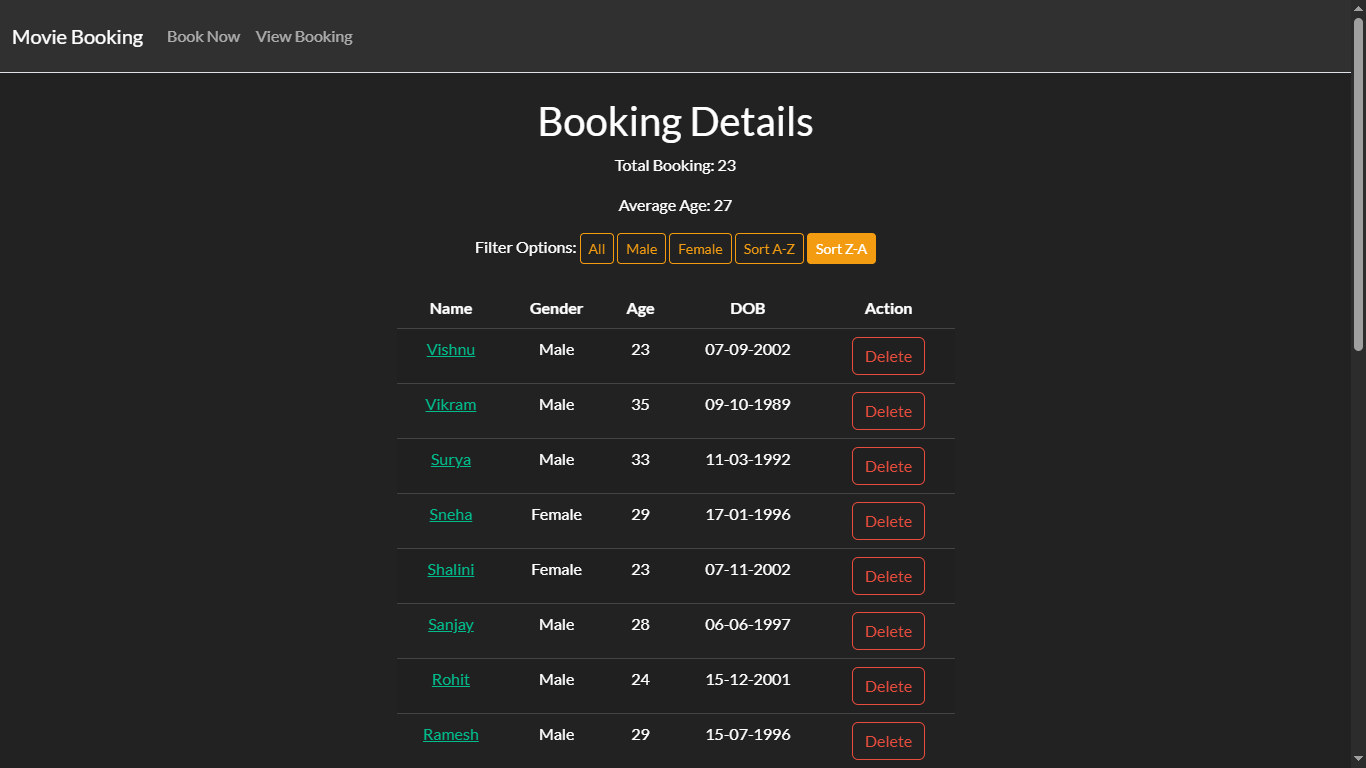 Movie Booking Book Now View Booking
Booking Details
Total Booking: 23
Average Age: 27
Filter Options: All Male Female Sort A-Z Sort Z-A
Name Gender Age DOB Action
Vishnu Male 23 07-09-2002 Delete
Vikram Male 35 09-10-1989 Delete
Surya Male 33 11-03-1992 Delete
Sneha Female 29 17-01-1996 Delete
Shalini Female 23 07-11-2002 Delete
Sanjay Male 28 06-06-1997 Delete
Rohit Male 24 15-12-2001 Delete
Ramesh Male 29 15-07-1996 Delete